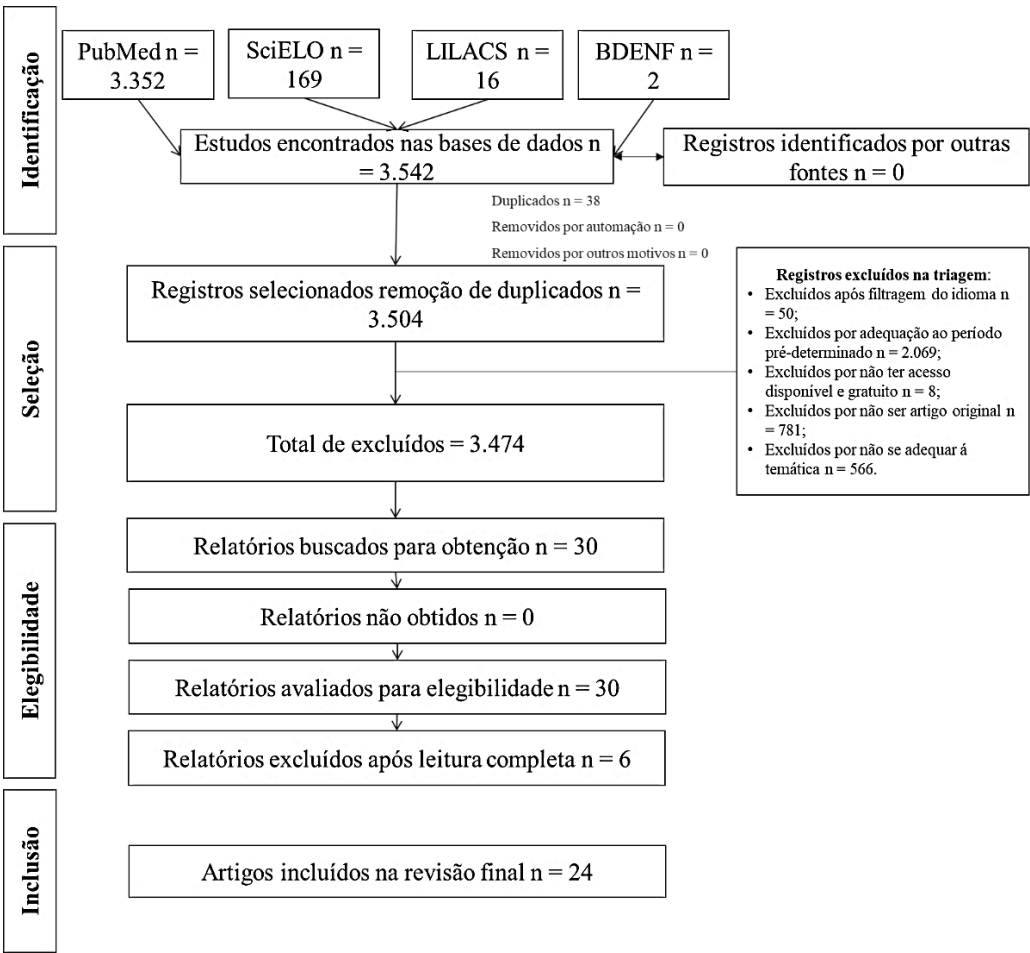 Identificação
PubMed n =
3.352
SciELO n =
169
LILACS n =
16
BDENF n =
2
Estudos encontrados nas bases de dados n
= 3.542
Registros identificados por outras
fontes n = 0
Duplicados n = 38
Removidos por automação n = 0
Removidos por outros motivos n = 0
Seleção
Registros selecionados remoção de duplicados n =
3.504
Registros excluídos na triagem:
• Excluídos após filtragem do idioma n
= 50;
• Excluídos por adequação ao período
pré-determinado n = 2.069;
• Excluídos por não ter acesso
disponível e gratuito n = 8;
• Excluídos por não ser artigo original n
= 781;
• Excluídos por não se adequar á
temática n = 566.
Total de excluídos = 3.474
Elegibilidade
Relatórios buscados para obtenção n = 30
Relatórios não obtidos n = 0
Relatórios avaliados para elegibilidade n = 30
Relatórios excluídos após leitura completa n = 6
Inclusão
Artigos incluídos na revisão final n = 24